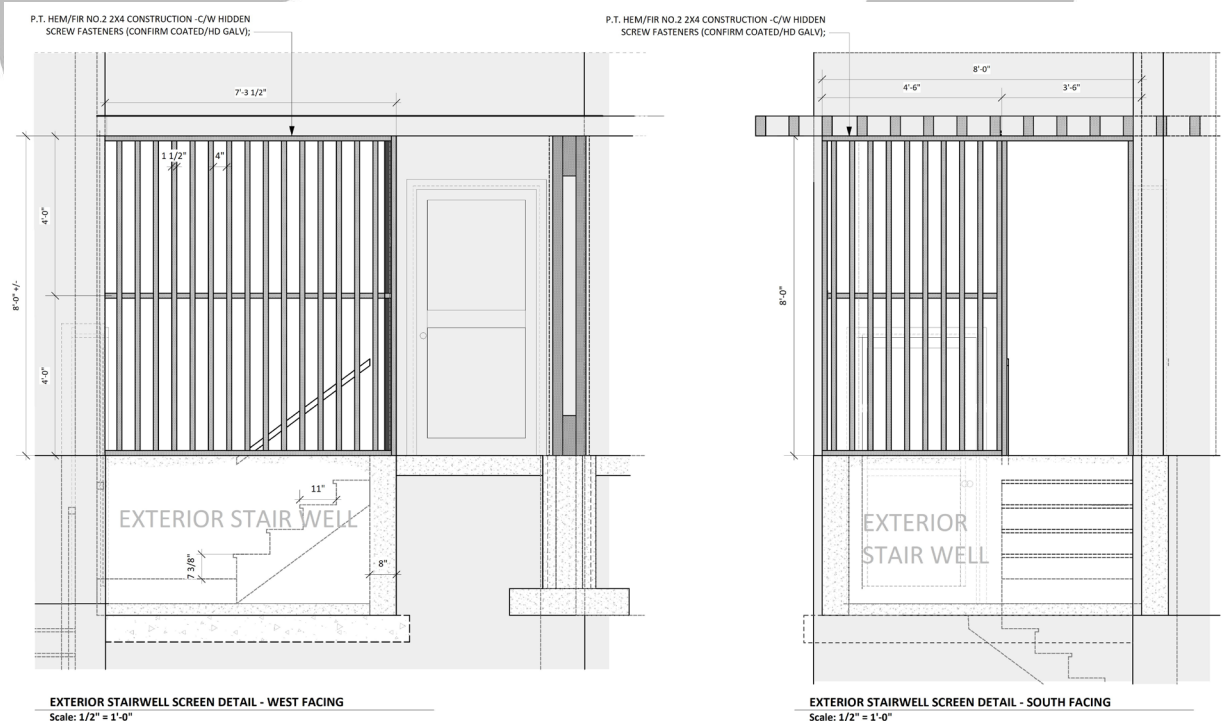 P.T. HEM/FIR NO.2 2X4 CONSTRUCTION -C/W HIDDEN
SCREW FASTENERS (CONFIRM COATED/HD GALV);
7'-3 1/2"
1 1/2"
4"
4'-0"
8'-0" +/-
4'-0"
11"
EXTERIOR STAIR WELL
7 3/8"
8"
EXTERIOR STAIRWELL SCREEN DETAIL - WEST FACING
Scale: 1/2" = 1'-0"
P.T. HEM/FIR NO.2 2X4 CONSTRUCTION -C/W HIDDEN
SCREW FASTENERS (CONFIRM COATED/HD GALV);
8'-0"
4'-6"
3'-6"
8'-0"
EXTERIOR
STAIR WELL
EXTERIOR STAIRWELL SCREEN DETAIL - SOUTH FACING
Scale: 1/2" = 1'-0"